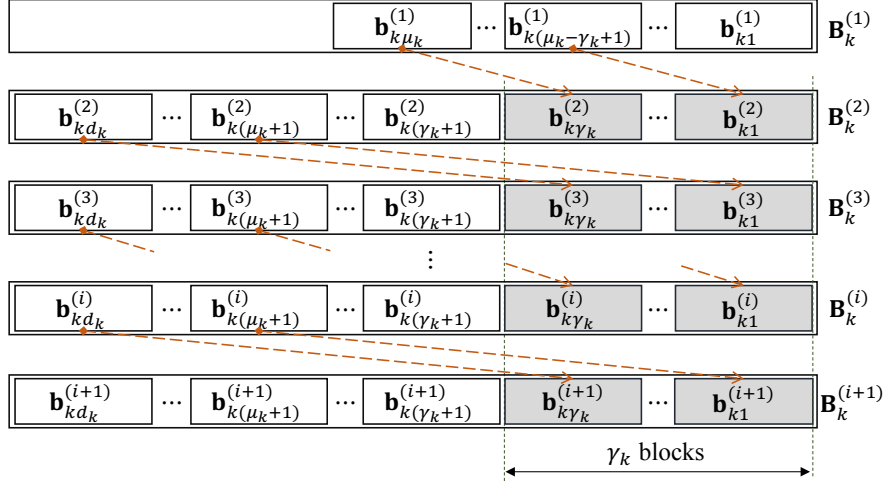 𝐛_{kμ_k}^{(1)} ··· 𝐛_{k(μ_k−γ_k+1)}^{(1)} ··· 𝐛_{k1}^{(1)} 𝐁_k^{(1)}
𝐛_{kd_k}^{(2)} ··· 𝐛_{k(μ_k+1)}^{(2)} ··· 𝐛_{k(γ_k+1)}^{(2)} 𝐛_{kγ_k}^{(2)} ··· 𝐛_{k1}^{(2)} 𝐁_k^{(2)}
𝐛_{kd_k}^{(3)} ··· 𝐛_{k(μ_k+1)}^{(3)} ··· 𝐛_{k(γ_k+1)}^{(3)} 𝐛_{kγ_k}^{(3)} ··· 𝐛_{k1}^{(3)} 𝐁_k^{(3)}
⋮
𝐛_{kd_k}^{(i)} ··· 𝐛_{k(μ_k+1)}^{(i)} ··· 𝐛_{k(γ_k+1)}^{(i)} 𝐛_{kγ_k}^{(i)} ··· 𝐛_{k1}^{(i)} 𝐁_k^{(i)}
𝐛_{kd_k}^{(i+1)} ··· 𝐛_{k(μ_k+1)}^{(i+1)} ··· 𝐛_{k(γ_k+1)}^{(i+1)} 𝐛_{kγ_k}^{(i+1)} ··· 𝐛_{k1}^{(i+1)} 𝐁_k^{(i+1)}
γ_k blocks